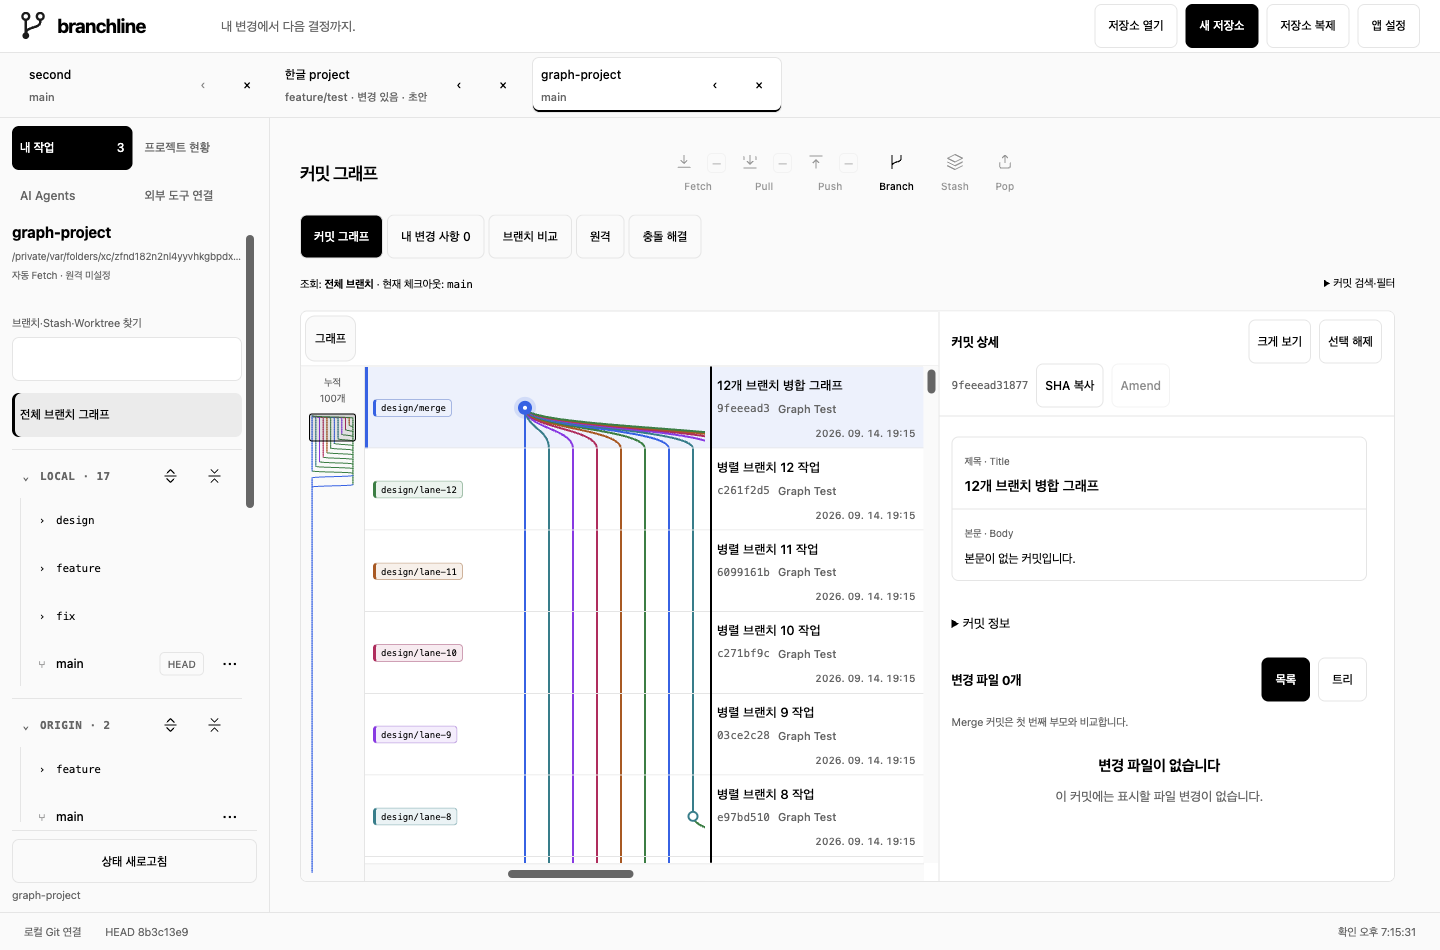 branchline
내 변경에서 다음 결정까지.
저장소 열기
새 저장소
저장소 복제
앱 설정
second
main
한글 project
feature/test · 변경 있음 · 초안
graph-project
main
내 작업 3
프로젝트 현황
AI Agents
외부 도구 연결
graph-project
/private/var/folders/xc/zfnd182n2nl4yyvhkgbpdx...
자동 Fetch · 원격 미설정
브랜치·Stash·Worktree 찾기
전체 브랜치 그래프
LOCAL · 17
design
feature
fix
main HEAD
ORIGIN · 2
feature
main
상태 새로고침
graph-project
커밋 그래프
Fetch
Pull
Push
Branch
Stash
Pop
커밋 그래프
내 변경 사항 0
브랜치 비교
원격
충돌 해결
조회: 전체 브랜치 · 현재 체크아웃: main
커밋 검색·필터
그래프
누적
100개
design/merge
12개 브랜치 병합 그래프
9feeead3 Graph Test
2026. 09. 14. 19:15
design/lane-12
병렬 브랜치 12 작업
c261f2d5 Graph Test
2026. 09. 14. 19:15
design/lane-11
병렬 브랜치 11 작업
6099161b Graph Test
2026. 09. 14. 19:15
design/lane-10
병렬 브랜치 10 작업
c271bf9c Graph Test
2026. 09. 14. 19:15
design/lane-9
병렬 브랜치 9 작업
03ce2c28 Graph Test
2026. 09. 14. 19:15
design/lane-8
병렬 브랜치 8 작업
e97bd510 Graph Test
2026. 09. 14. 19:15
커밋 상세
크게 보기
선택 해제
9feeead31877
SHA 복사
Amend
제목 · Title
12개 브랜치 병합 그래프
본문 · Body
본문이 없는 커밋입니다.
커밋 정보
변경 파일 0개
목록
트리
Merge 커밋은 첫 번째 부모와 비교합니다.
변경 파일이 없습니다
이 커밋에는 표시할 파일 변경이 없습니다.
로컬 Git 연결
HEAD 8b3c13e9
확인 오후 7:15:31